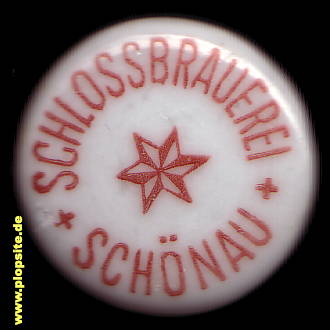 SCHLOSSBRAUEREI
+ SCHÖNAU +
www.plopsite.de